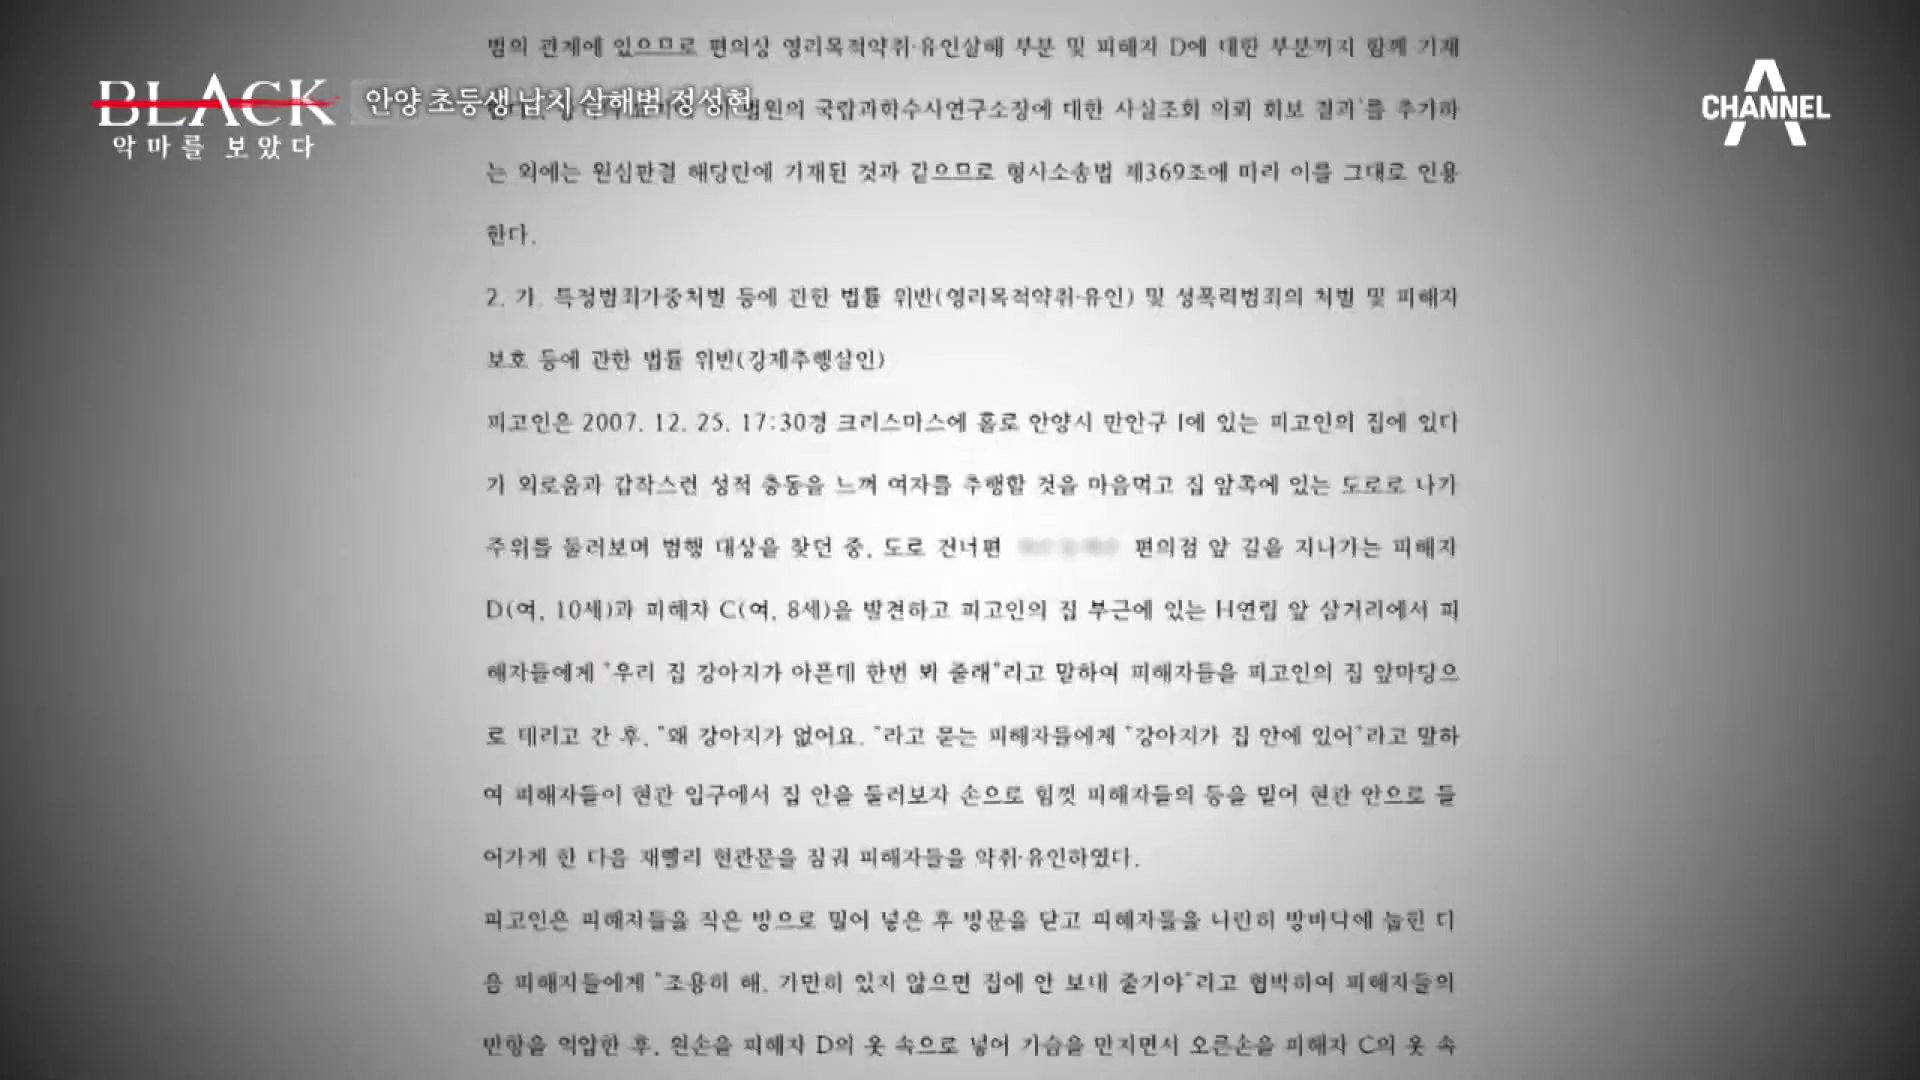 BLACK
악마를 보았다
안양 초등생 납치 살해범 정성현
CHANNEL A
범의 관계에 있으므로 편의상 영리목적약취·유인살해 부분 및 피해자 D에 대한 부분까지 함께 기재
법원의 국립과학수사연구소장에 대한 사실조회 의뢰 회보 결과'를 추가하
는 외에는 원심판결 해당란에 기재된 것과 같으므로 형사소송법 제369조에 따라 이를 그대로 인용
한다.
2. 가. 특정범죄가중처벌 등에 관한 법률 위반(영리목적약취·유인) 및 성폭력범죄의 처벌 및 피해자
보호 등에 관한 법률 위반(강제추행살인)
피고인은 2007. 12. 25. 17:30경 크리스마스에 홀로 안양시 만안구 I에 있는 피고인의 집에 있다
가 외로움과 갑작스런 성적 충동을 느껴 여자를 추행할 것을 마음먹고 집 앞쪽에 있는 도로로 나가
주위를 둘러보며 범행 대상을 찾던 중, 도로 건너편 편의점 앞 길을 지나가는 피해자
D(여, 10세)과 피해자 C(여, 8세)을 발견하고 피고인의 집 부근에 있는 H연립 앞 삼거리에서 피
해자들에게 "우리 집 강아지가 아픈데 한번 봐 줄래"라고 말하여 피해자들을 피고인의 집 앞마당으
로 데리고 간 후, "왜 강아지가 없어요."라고 묻는 피해자들에게 "강아지가 집 안에 있어"라고 말하
여 피해자들이 현관 입구에서 집 안을 둘러보자 손으로 힘껏 피해자들의 등을 밀어 현관 안으로 들
어가게 한 다음 재빨리 현관문을 잠궈 피해자들을 약취·유인하였다.
피고인은 피해자들을 작은 방으로 밀어 넣은 후 방문을 닫고 피해자들을 나란히 방바닥에 눕힌 다
음 피해자들에게 "조용히 해, 가만히 있지 않으면 집에 안 보내 줄거야"라고 협박하여 피해자들의
반항을 억압한 후, 왼손을 피해자 D의 옷 속으로 넣어 가슴을 만지면서 오른손을 피해자 C의 옷 속